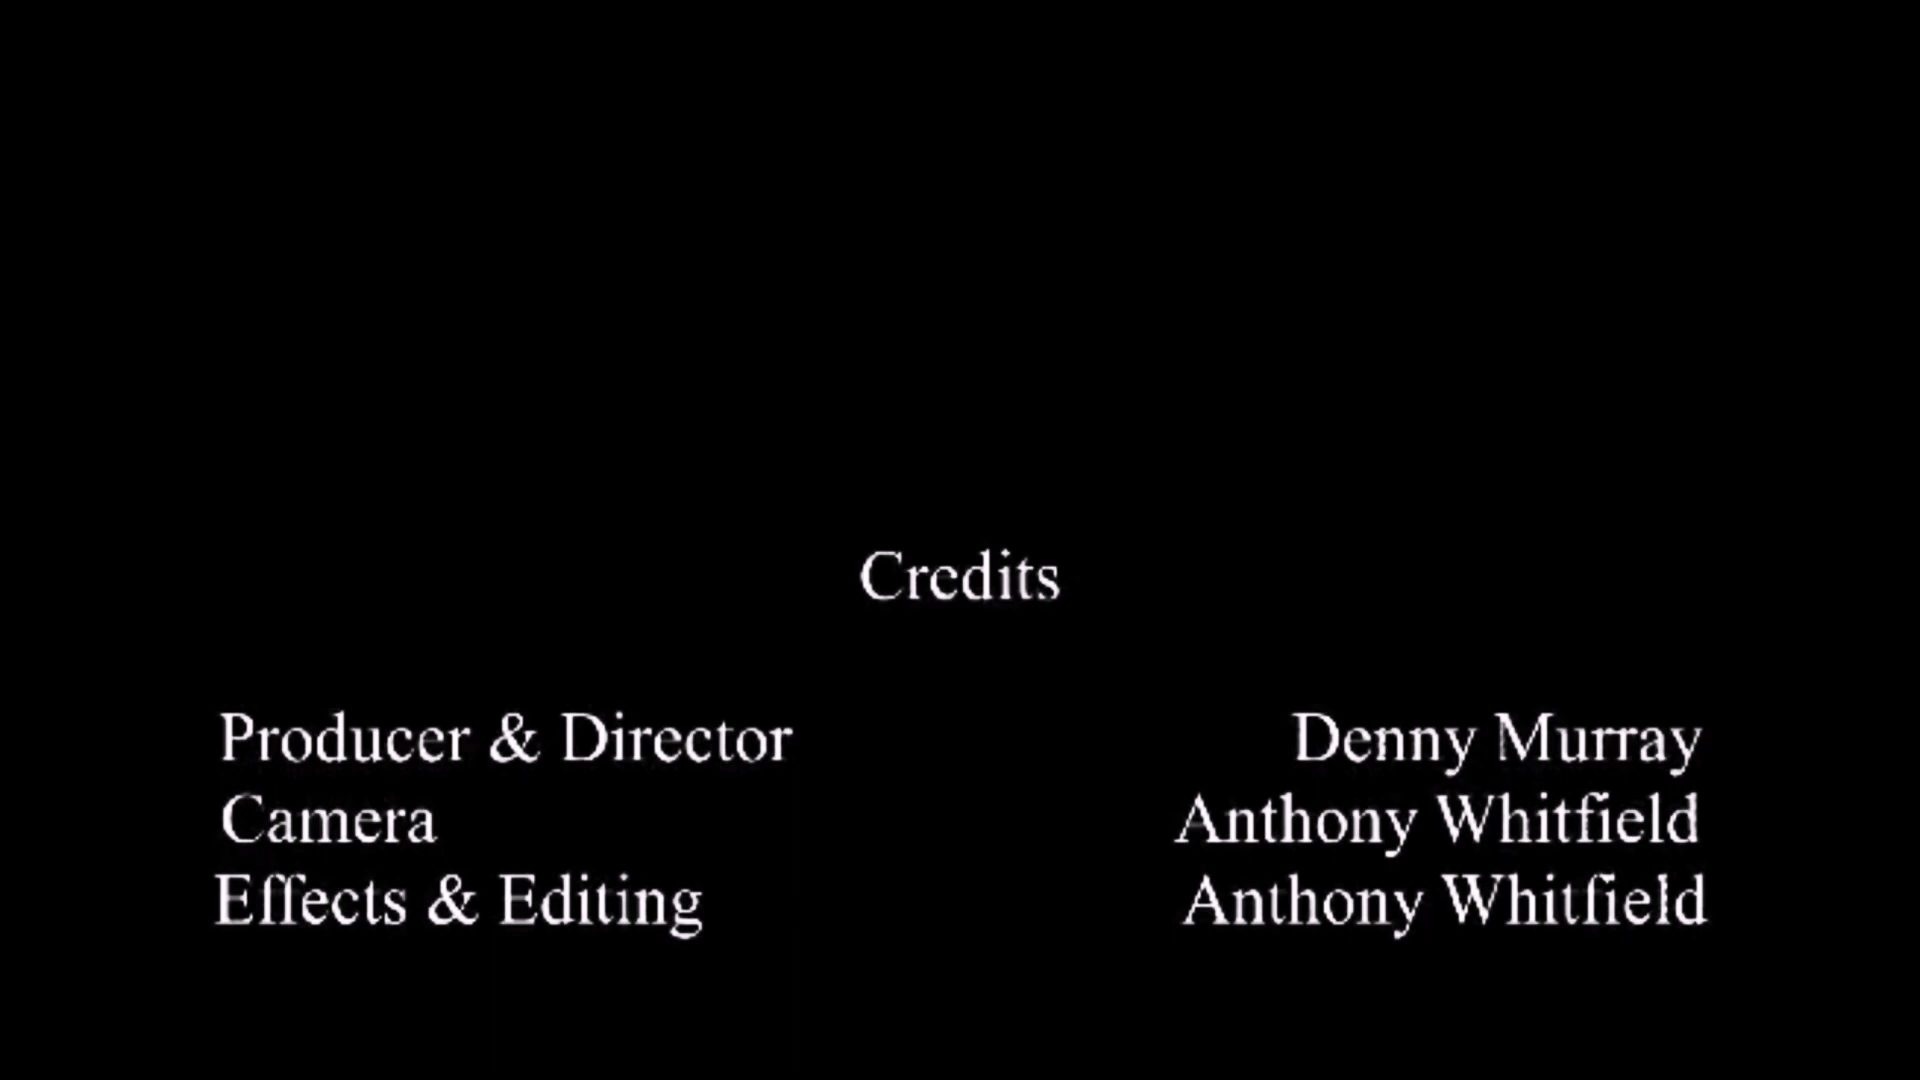 Credits
Producer & Director Denny Murray
Camera Anthony Whitfield
Effects & Editing Anthony Whitfield